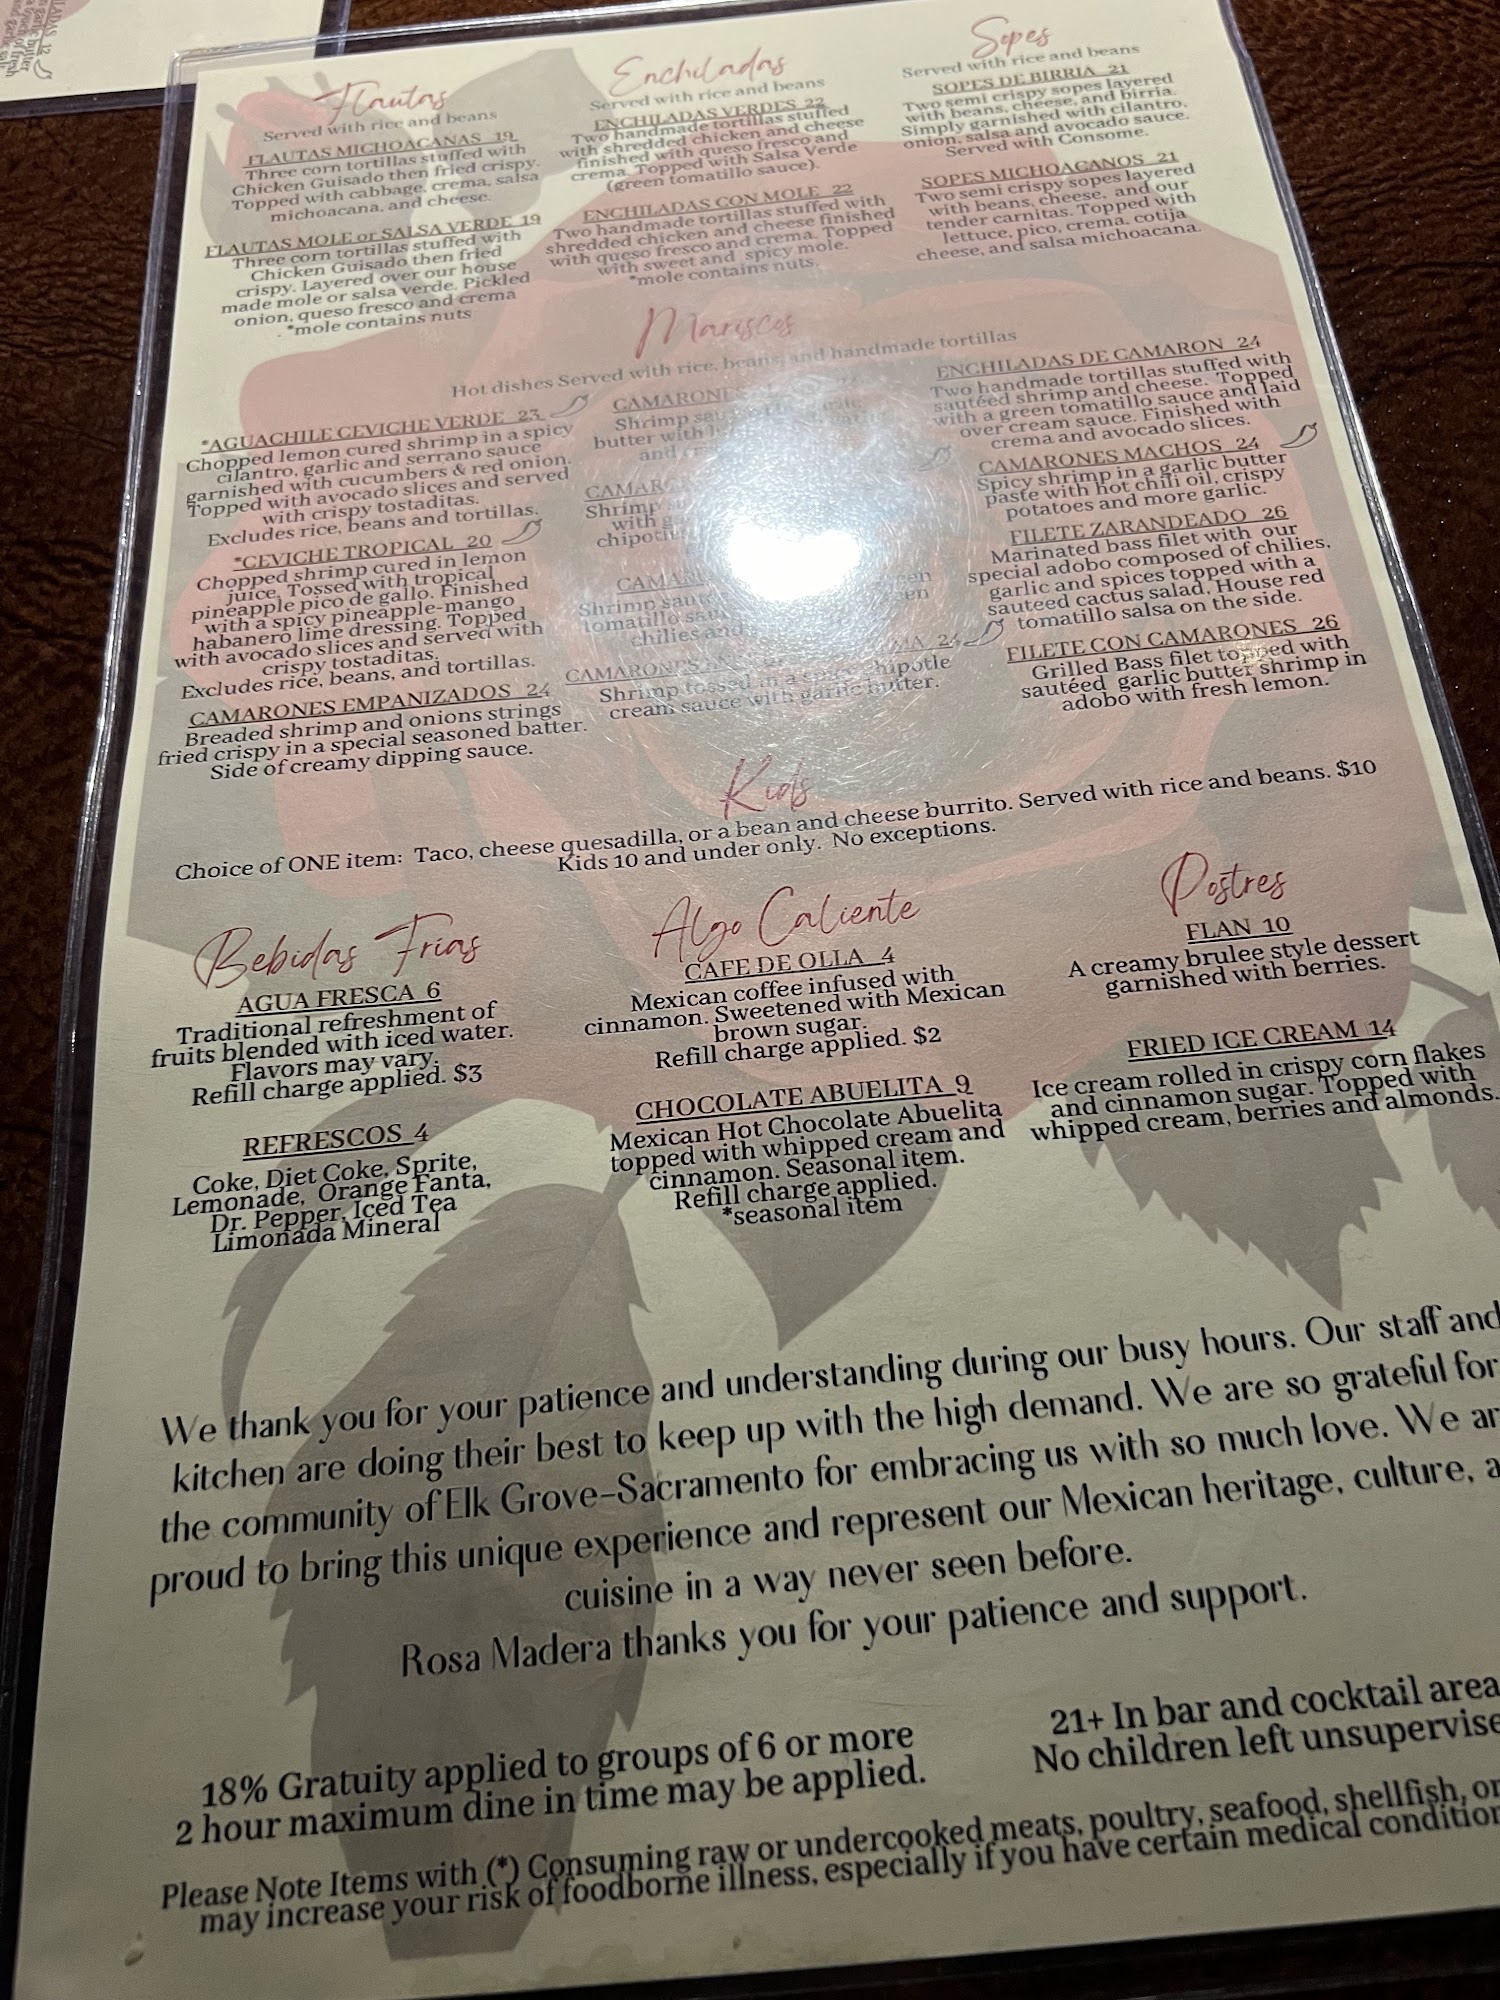 Flautas
Served with rice and beans
FLAUTAS MICHOACANAS 19
Three corn tortillas stuffed with
Chicken Guisado then fried crispy.
Topped with cabbage, crema, salsa
michoacana, and cheese.
FLAUTAS MOLE or SALSA VERDE 19
Three corn tortillas stuffed with
Chicken Guisado then fried
crispy. Layered over our house
made mole or salsa verde. Pickled
onion, queso fresco and crema
*mole contains nuts
Enchiladas
Served with rice and beans
ENCHILADAS VERDES 22
Two handmade tortillas stuffed
with shredded chicken and cheese
finished with queso fresco and
crema. Topped with Salsa Verde
(green tomatillo sauce).
ENCHILADAS CON MOLE 22
Two handmade tortillas stuffed with
shredded chicken and cheese finished
with queso fresco and crema. Topped
with sweet and spicy mole.
*mole contains nuts.
Sopes
Served with rice and beans
SOPES DE BIRRIA 21
Two semi crispy sopes layered
with beans, cheese, and birria.
Simply garnished with cilantro,
onion, salsa and avocado sauce.
Served with Consome.
SOPES MICHOACANOS 21
Two semi crispy sopes layered
with beans, cheese, and our
tender carnitas. Topped with
lettuce, pico, crema, cotija
cheese, and salsa michoacana.
Mariscos
Hot dishes Served with rice, beans, and handmade tortillas
*AGUACHILE CEVICHE VERDE 23
Chopped lemon cured shrimp in a spicy
cilantro, garlic and serrano sauce
garnished with cucumbers & red onion.
Topped with avocado slices and served
with crispy tostaditas.
Excludes rice, beans and tortillas.
*CEVICHE TROPICAL 20
Chopped shrimp cured in lemon
juice. Tossed with tropical
pineapple pico de gallo. Finished
with a spicy pineapple-mango
habanero lime dressing. Topped
with avocado slices and served with
crispy tostaditas.
Excludes rice, beans, and tortillas.
CAMARONES EMPANIZADOS 24
Breaded shrimp and onions strings
fried crispy in a special seasoned batter.
Side of creamy dipping sauce.
Shrimp
butter with
and
Shrimp
with
Shrimp
tomatillo
chilies and
24
Shrimp tossed in a spicy chipotle
cream sauce with garlic butter.
ENCHILADAS DE CAMARON 24
Two handmade tortillas stuffed with
sautéed shrimp and cheese. Topped
with a green tomatillo sauce and laid
over cream sauce. Finished with
crema and avocado slices.
CAMARONES MACHOS 24
Spicy shrimp in a garlic butter
paste with hot chili oil, crispy
potatoes and more garlic.
FILETE ZARANDEADO 26
Marinated bass filet with our
special adobo composed of chilies,
garlic and spices topped with a
sauteed cactus salad. House red
tomatillo salsa on the side.
FILETE CON CAMARONES 26
Grilled Bass filet topped with
sautéed garlic butter shrimp in
adobo with fresh lemon.
Kids
Choice of ONE item: Taco, cheese quesadilla, or a bean and cheese burrito. Served with rice and beans. $10
Kids 10 and under only. No exceptions.
Bebidas Frias
AGUA FRESCA 6
Traditional refreshment of
fruits blended with iced water.
Flavors may vary.
Refill charge applied. $3
REFRESCOS 4
Coke, Diet Coke, Sprite,
Lemonade, Orange Fanta,
Dr. Pepper, Iced Tea
Limonada Mineral
Algo Caliente
CAFE DE OLLA 4
Mexican coffee infused with
cinnamon. Sweetened with Mexican
brown sugar.
Refill charge applied. $2
CHOCOLATE ABUELITA 9
Mexican Hot Chocolate Abuelita
topped with whipped cream and
cinnamon. Seasonal item.
Refill charge applied.
*seasonal item
Postres
FLAN 10
A creamy brulee style dessert
garnished with berries.
FRIED ICE CREAM 14
Ice cream rolled in crispy corn flakes
and cinnamon sugar. Topped with
whipped cream, berries and almonds.
We thank you for your patience and understanding during our busy hours. Our staff and
kitchen are doing their best to keep up with the high demand. We are so grateful for
the community of Elk Grove-Sacramento for embracing us with so much love. We ar
proud to bring this unique experience and represent our Mexican heritage, culture, a
cuisine in a way never seen before.
Rosa Madera thanks you for your patience and support.
18% Gratuity applied to groups of 6 or more
2 hour maximum dine in time may be applied.
21+ In bar and cocktail area
No children left unsupervise
Please Note Items with (*) Consuming raw or undercooked meats, poultry, seafood, shellfish, or
may increase your risk of foodborne illness, especially if you have certain medical condition